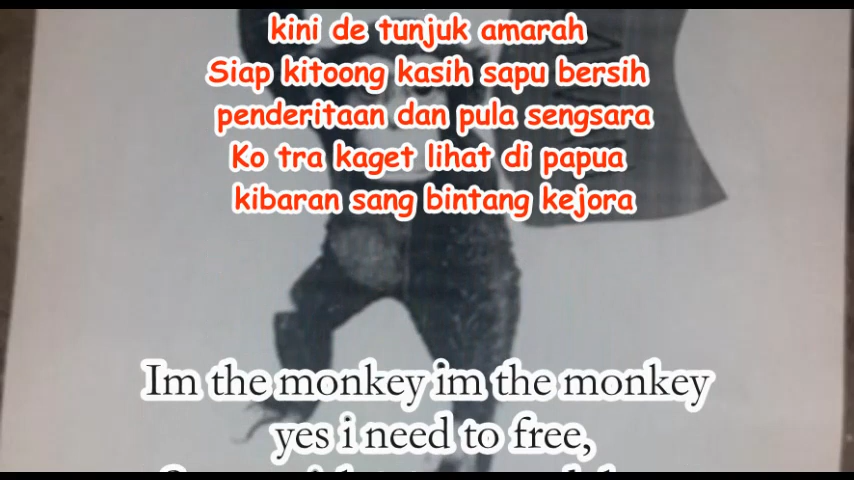 kini de tunjuk amarah
Siap kitoong kasih sapu bersih
penderitaan dan pula sengsara
Ko tra kaget lihat di papua
kibaran sang bintang kejora
Im the monkey im the monkey
yes i need to free,